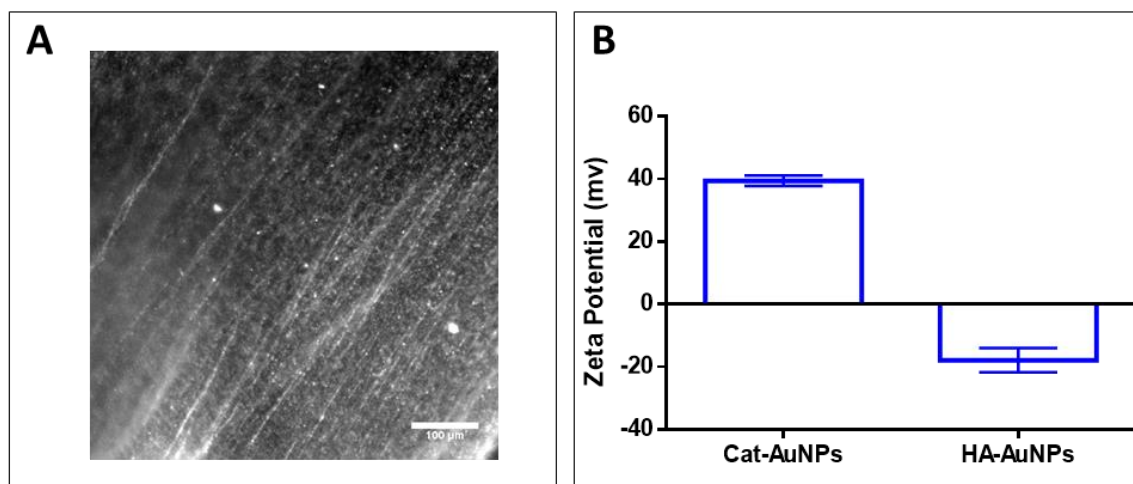 A
100 µm
B
Zeta Potential (mv)
60
40
20
0
-20
-40
Cat-AuNPs
HA-AuNPs